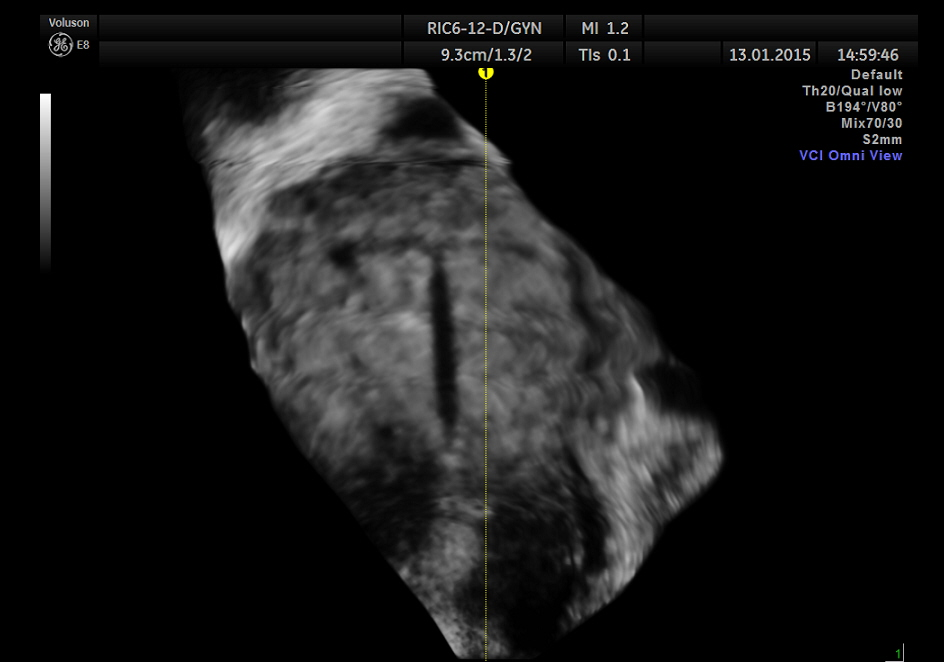 Voluson
E8
RIC6-12-D/GYN
MI 1.2
9.3cm/1.3/2
TIs 0.1
13.01.2015
14:59:46
Default
Th20/Qual low
B194°/V80°
Mix70/30
S2mm
VCI Omni View
1
1